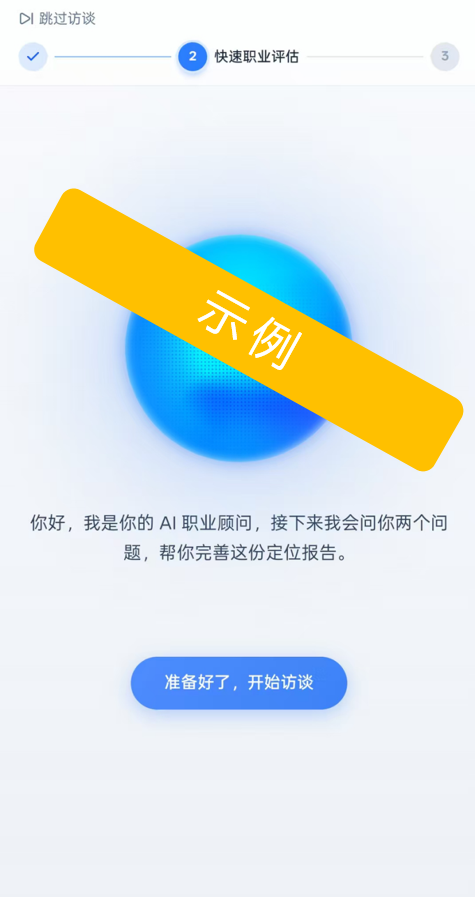 跳过访谈
2 快速职业评估 3
示例
你好，我是你的 AI 职业顾问，接下来我会问你两个问
题，帮你完善这份定位报告。
准备好了，开始访谈